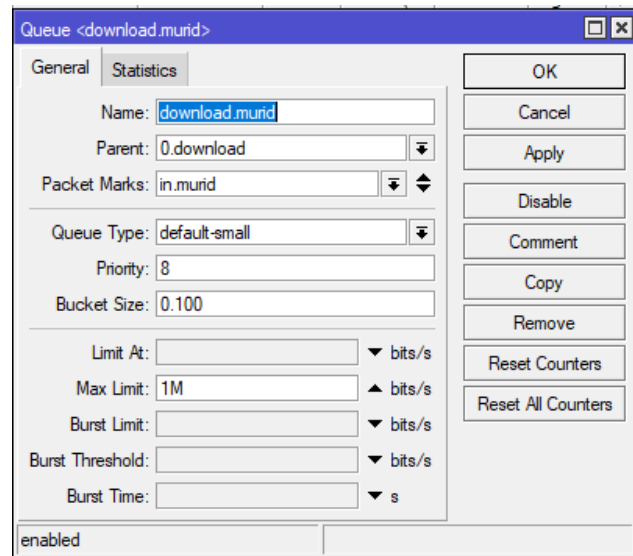 Queue <download.murid>
General Statistics
OK
Name: download.murid
Cancel
Parent: 0.download
Apply
Packet Marks: in.murid
Disable
Queue Type: default-small
Comment
Priority: 8
Copy
Bucket Size: 0.100
Remove
Limit At: bits/s
Reset Counters
Max Limit: 1M bits/s
Reset All Counters
Burst Limit: bits/s
Burst Threshold: bits/s
Burst Time: s
enabled